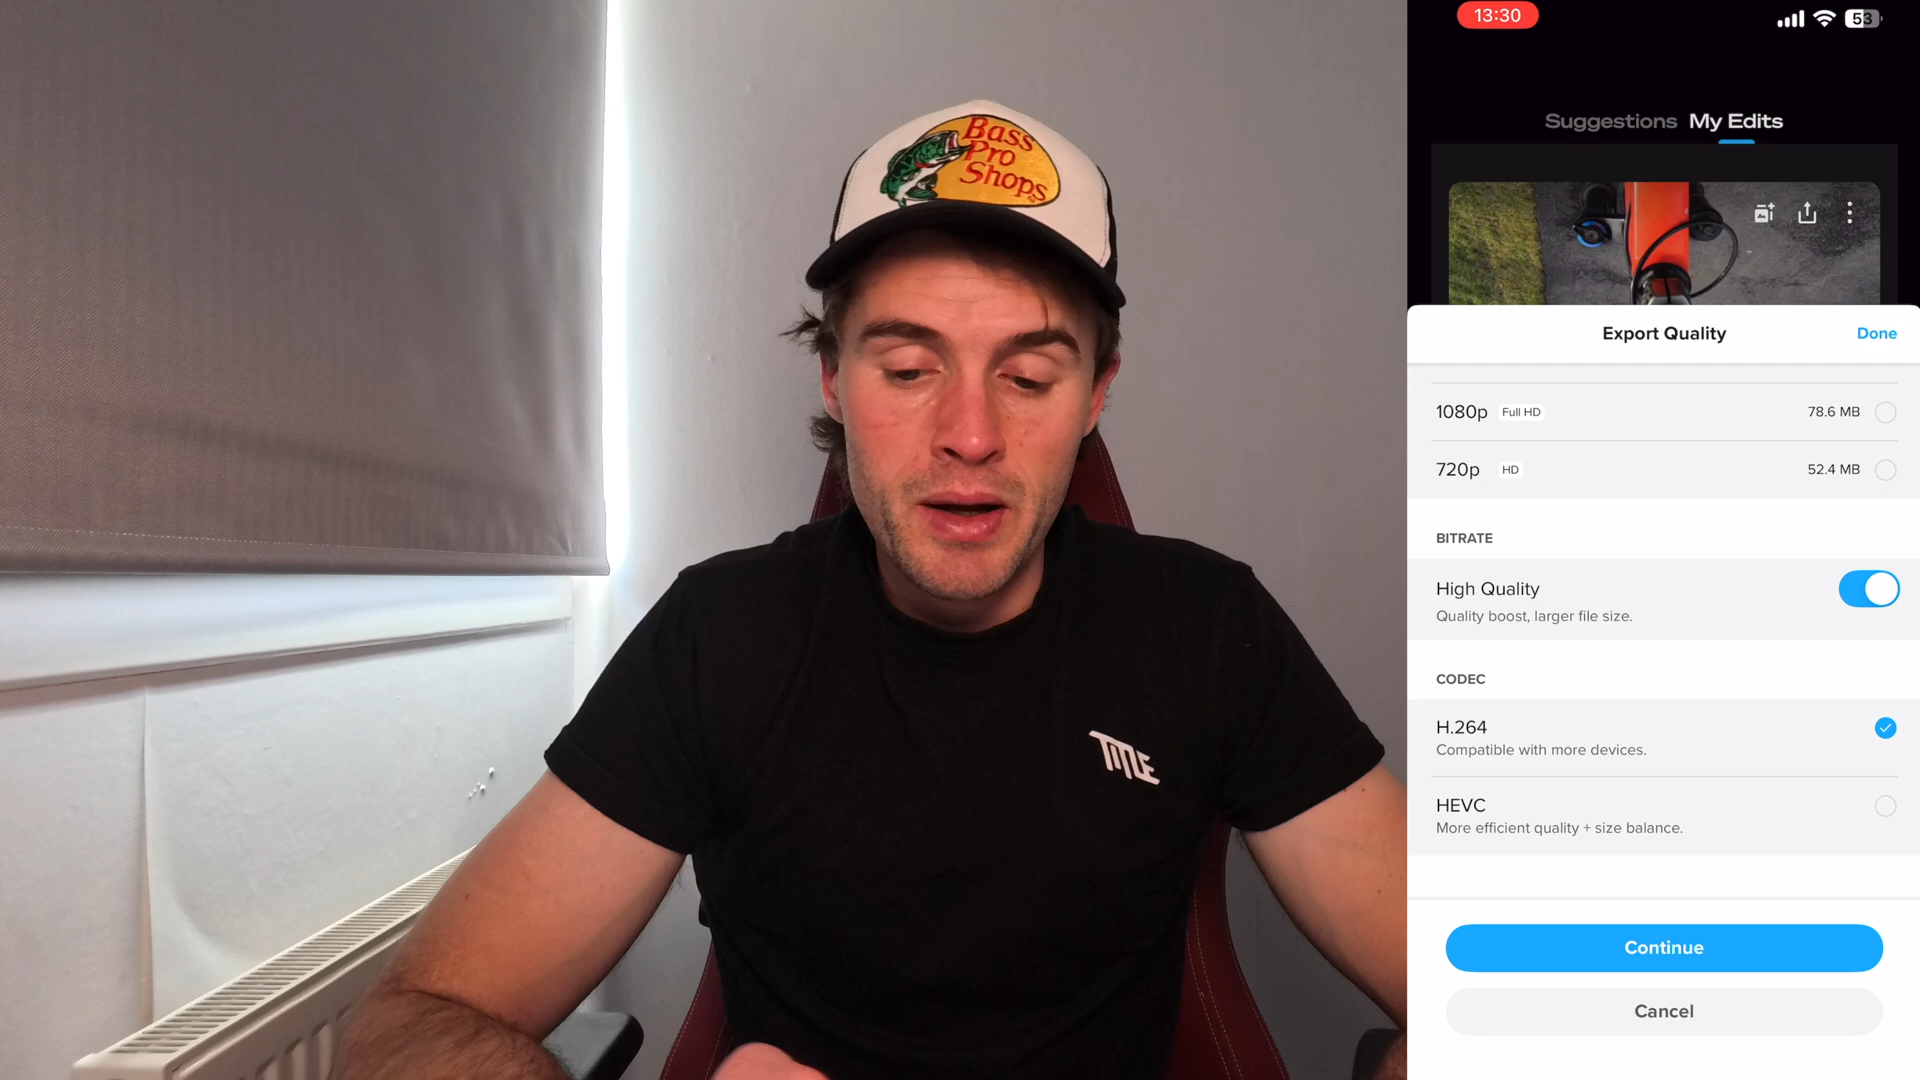 Bass
Pro
Shops
TITLE
13:30
53
Suggestions My Edits
Export Quality
Done
1080p Full HD 78.6 MB
720p HD 52.4 MB
BITRATE
High Quality
Quality boost, larger file size.
CODEC
H.264
Compatible with more devices.
HEVC
More efficient quality + size balance.
Continue
Cancel